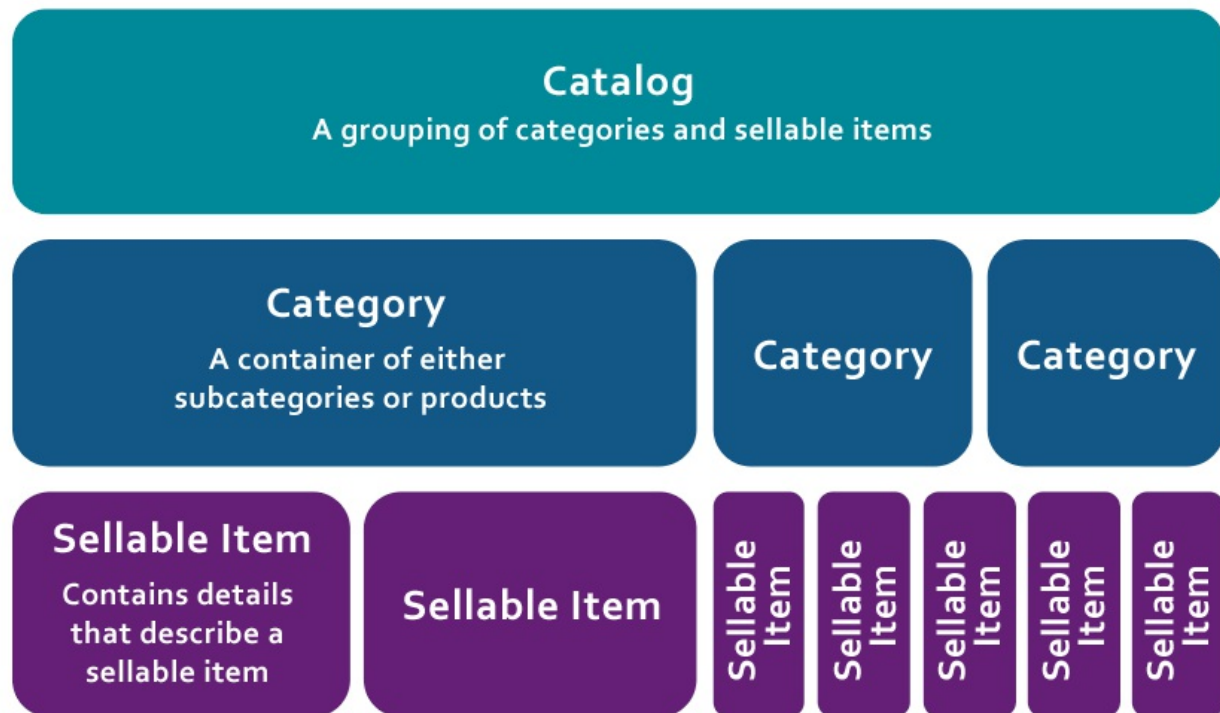 Catalog
A grouping of categories and sellable items
Category
A container of either
subcategories or products
Category
Category
Sellable Item
Contains details
that describe a
sellable item
Sellable Item
Sellable
Item
Sellable
Item
Sellable
Item
Sellable
Item
Sellable
Item